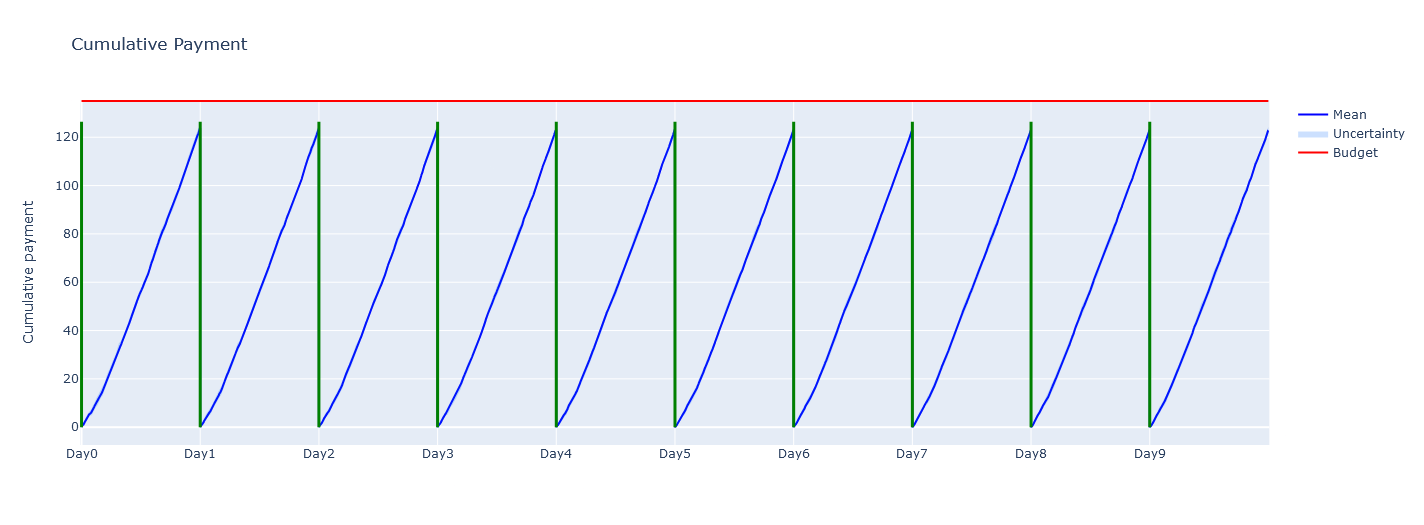 Cumulative Payment
Mean
Uncertainty
Budget
Cumulative payment
120
100
80
60
40
20
0
Day0 Day1 Day2 Day3 Day4 Day5 Day6 Day7 Day8 Day9